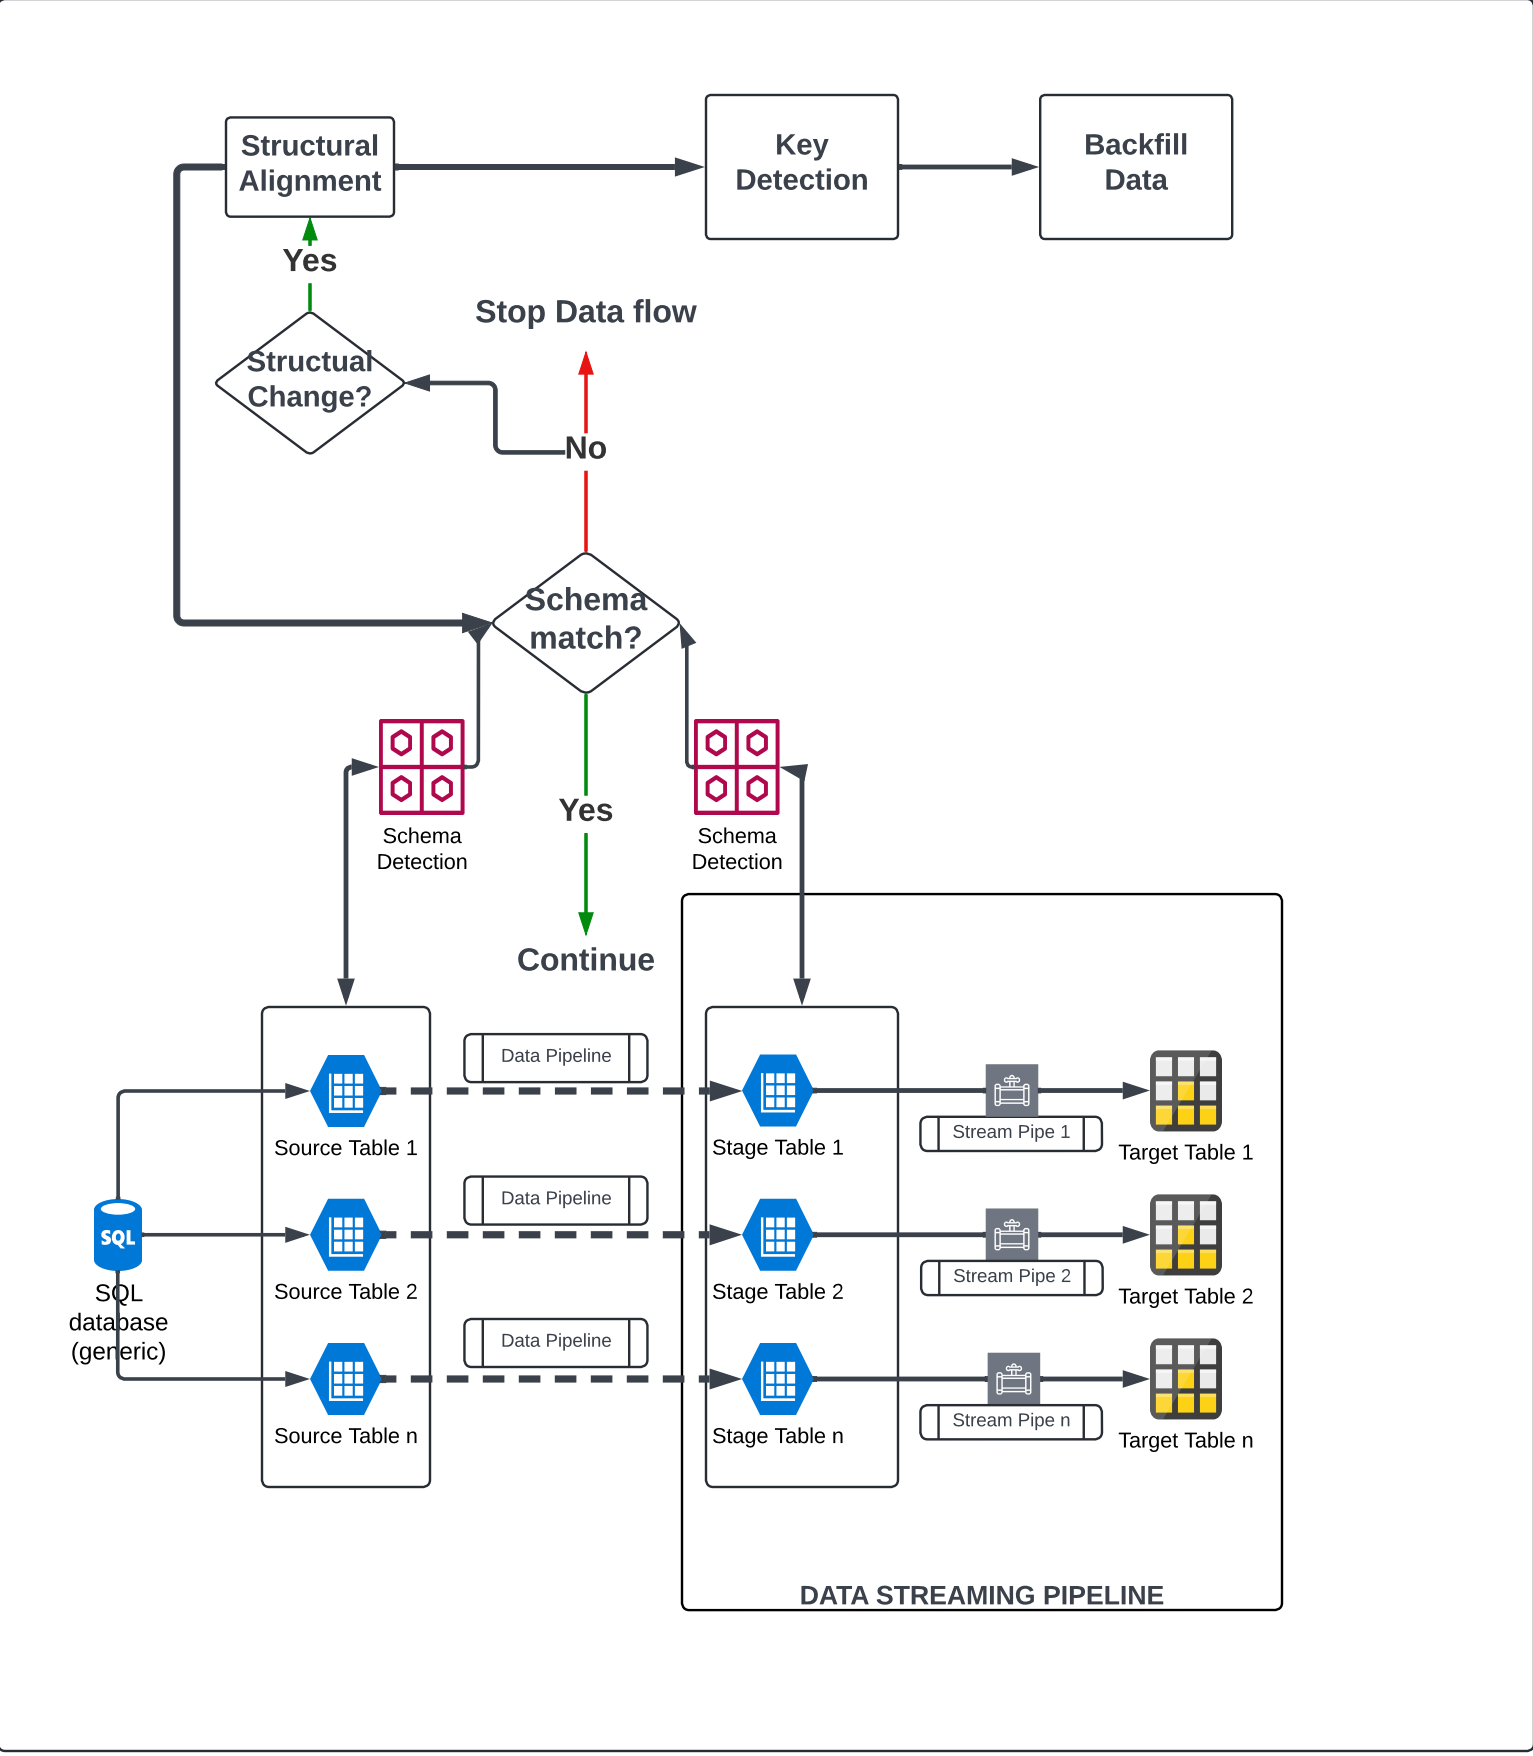 Structural
Alignment
Key
Detection
Backfill
Data
Yes
Stop Data flow
Structual
Change?
No
Schema
match?
Schema
Detection
Yes
Schema
Detection
Continue
Data Pipeline
Source Table 1
Stage Table 1
Stream Pipe 1
Target Table 1
Data Pipeline
SQL
SQL
database
(generic)
Source Table 2
Stage Table 2
Stream Pipe 2
Target Table 2
Data Pipeline
Source Table n
Stage Table n
Stream Pipe n
Target Table n
DATA STREAMING PIPELINE